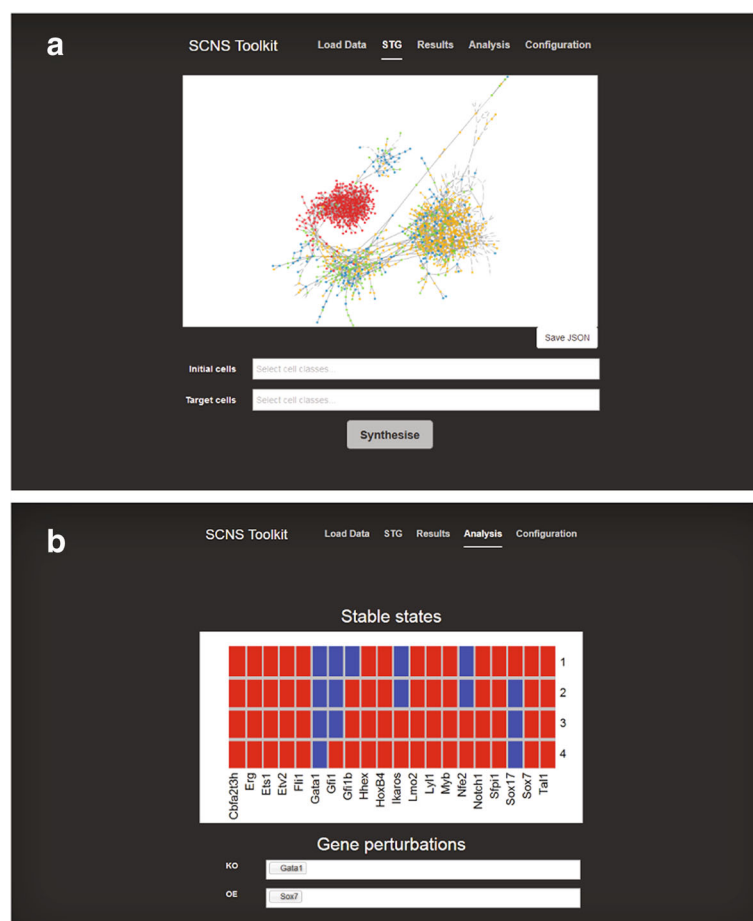 a
SCNS Toolkit Load Data STG Results Analysis Configuration
Save JSON
Initial cells Select cell classes...
Target cells Select cell classes...
Synthesise
b
SCNS Toolkit Load Data STG Results Analysis Configuration
Stable states
1
2
3
4
Cbfa2t3h Erg Ets1 Etv2 Fli1 Gata1 Gfi1 Gfi1b Hhex HoxB4 Ikaros Lmo2 Lyl1 Myb Nfe2 Notch1 Sfpi1 Sox17 Sox7 Tal1
Gene perturbations
KO Gata1
OE Sox7